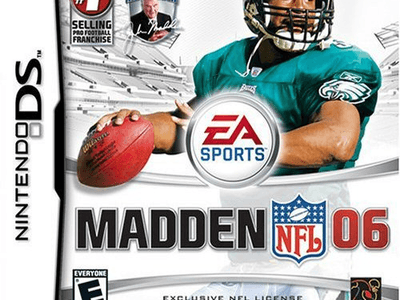 #1
SELLING
PRO FOOTBALL
FRANCHISE
NINTENDO DS
EA
SPORTS
MADDEN NFL 06
EVERYONE
E
EXCLUSIVE NFL LICENSE